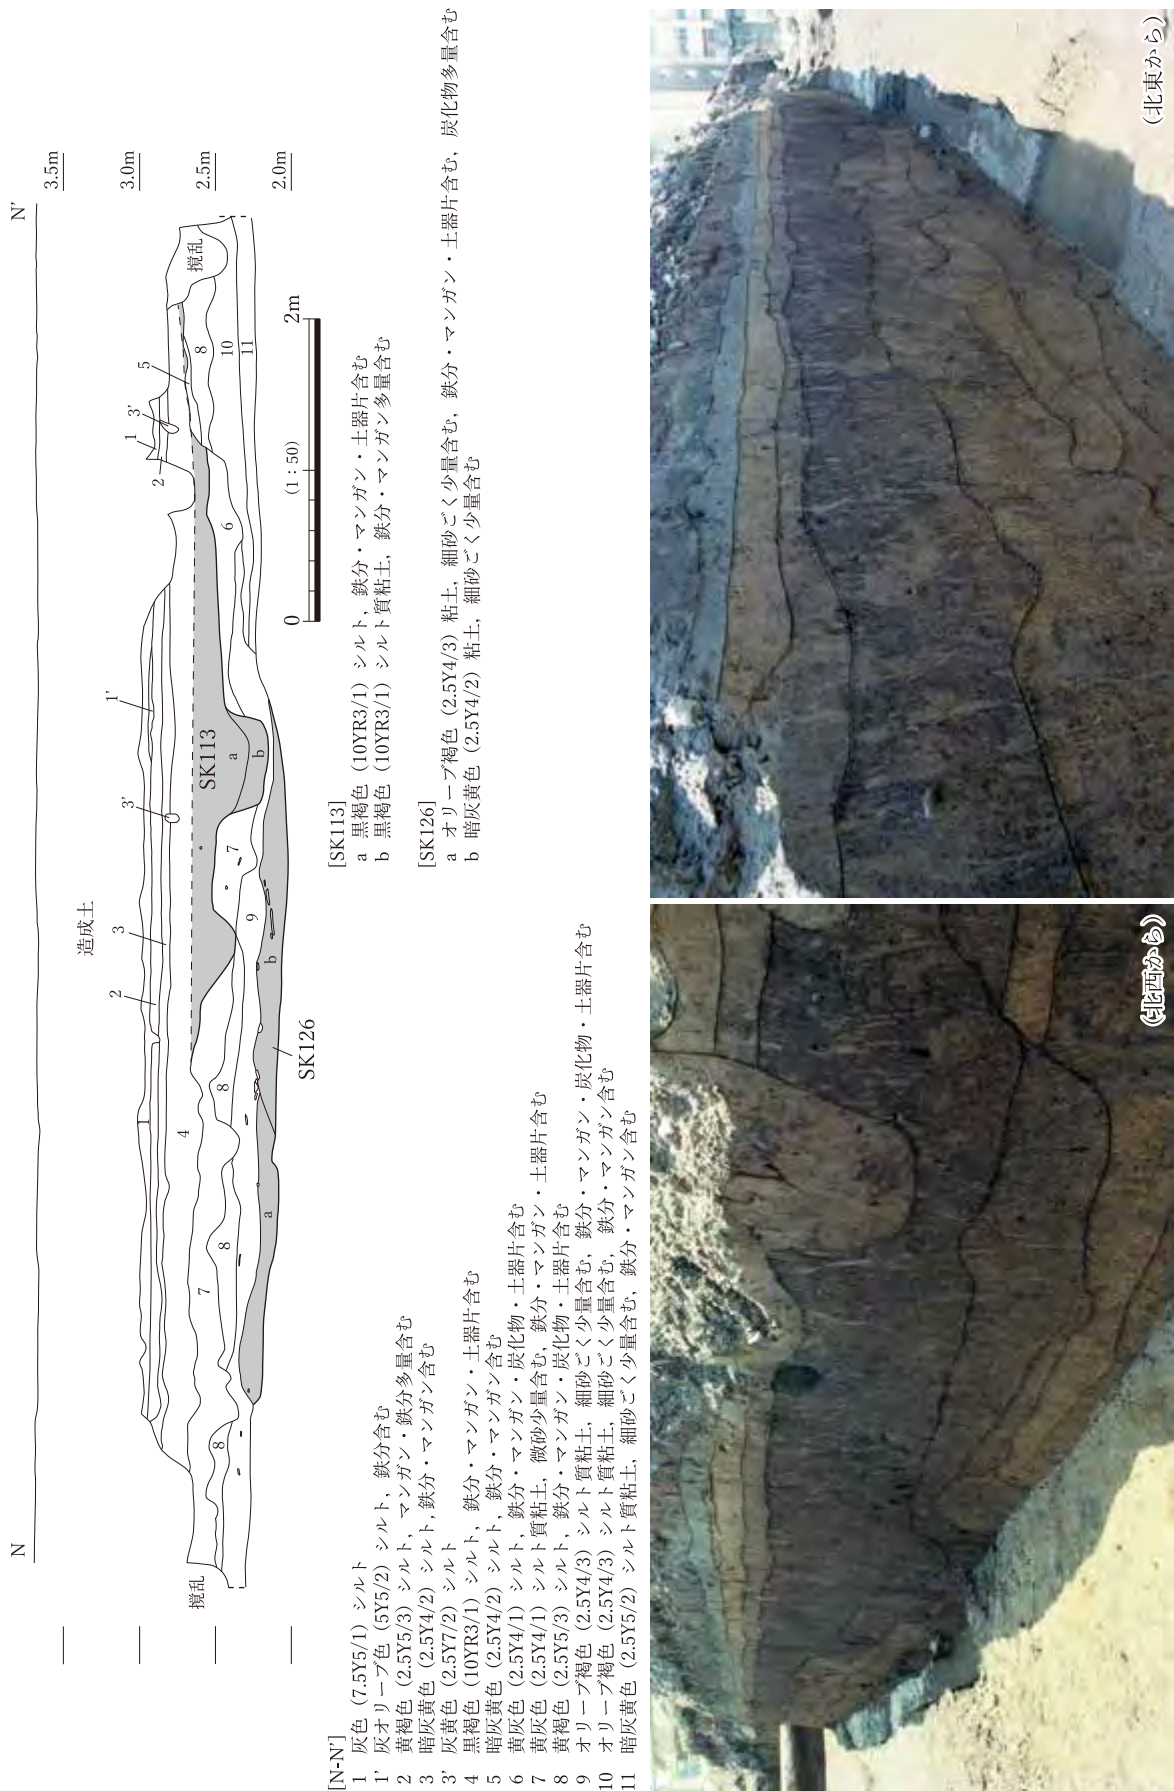 N
N'
3.5m
3.0m
2.5m
2.0m
造成土
撹乱
撹乱
1
1'
2
3
3'
4
7
8
8
8
9
7
SK113
a
b
6
1
2
3'
5
8
10
11
a
b
SK126
0
(1：50)
2m
[N-N']
1 灰色 (7.5Y5/1) シルト
1' 灰オリーブ色 (5Y5/2) シルト，鉄分含む
2 黄褐色 (2.5Y5/3) シルト，マンガン・鉄分多量含む
3 暗灰黄色 (2.5Y4/2) シルト, 鉄分・マンガン含む
3' 灰黄色 (2.5Y7/2) シルト
4 黒褐色 (10YR3/1) シルト，鉄分・マンガン・土器片含む
5 暗灰黄色 (2.5Y4/2) シルト，鉄分・マンガン含む
6 黄灰色 (2.5Y4/1) シルト，鉄分・マンガン・炭化物・土器片含む
7 黄灰色 (2.5Y4/1) シルト質粘土，微砂少量含む，鉄分・マンガン・土器片含む
8 黄褐色 (2.5Y5/3) シルト，鉄分・マンガン・炭化物・土器片含む
9 オリーブ褐色 (2.5Y4/3) シルト質粘土，細砂ごく少量含む，鉄分・マンガン・炭化物・土器片含む
10 オリーブ褐色 (2.5Y4/3) シルト質粘土，細砂ごく少量含む，鉄分・マンガン含む
11 暗灰黄色 (2.5Y5/2) シルト質粘土，細砂ごく少量含む，鉄分・マンガン含む
[SK113]
a 黒褐色 (10YR3/1) シルト，鉄分・マンガン・土器片含む
b 黒褐色 (10YR3/1) シルト質粘土，鉄分・マンガン多量含む
[SK126]
a オリーブ褐色 (2.5Y4/3) 粘土，細砂ごく少量含む，鉄分・マンガン・土器片含む，炭化物多量含む
b 暗灰黄色 (2.5Y4/2) 粘土，細砂ごく少量含む
(北西から)
(北東から)